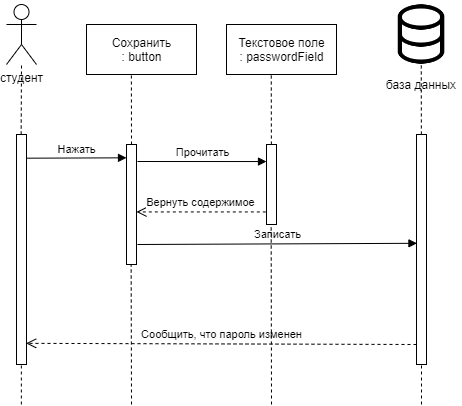 Сохранить
: button
Текстовое поле
: passwordField
студент
база данных
Нажать
Прочитать
Вернуть содержимое
Записать
Сообщить, что пароль изменен